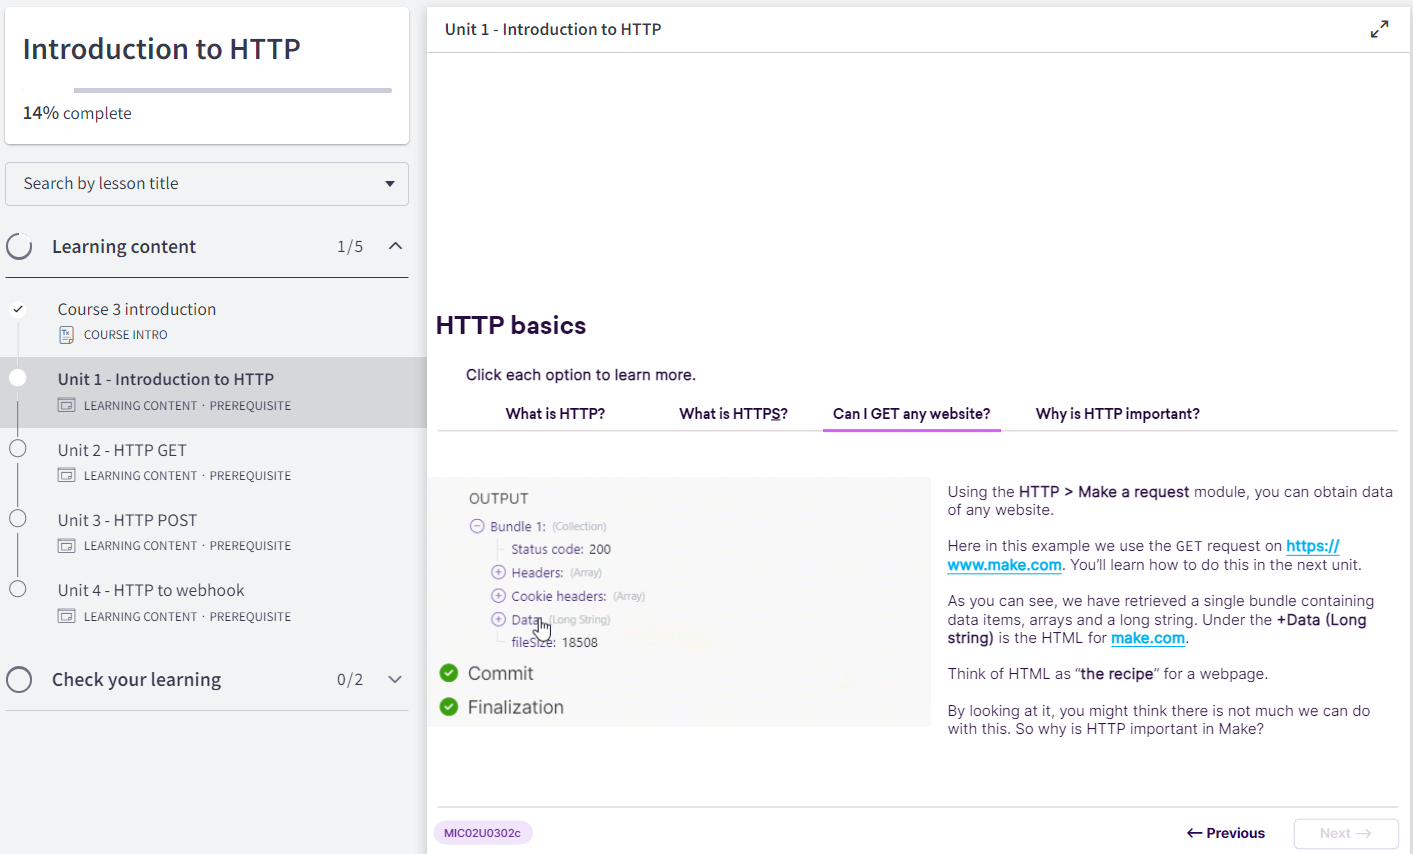 Introduction to HTTP
14% complete
Search by lesson title
Learning content 1/5
Course 3 introduction
COURSE INTRO
Unit 1 - Introduction to HTTP
LEARNING CONTENT · PREREQUISITE
Unit 2 - HTTP GET
LEARNING CONTENT · PREREQUISITE
Unit 3 - HTTP POST
LEARNING CONTENT · PREREQUISITE
Unit 4 - HTTP to webhook
LEARNING CONTENT · PREREQUISITE
Check your learning 0/2
Unit 1 - Introduction to HTTP
HTTP basics
Click each option to learn more.
What is HTTP? What is HTTPS? Can I GET any website? Why is HTTP important?
OUTPUT
Bundle 1: (Collection)
Status code: 200
Headers: (Array)
Cookie headers: (Array)
Data: (Long String)
fileSize: 18508
Commit
Finalization
Using the HTTP > Make a request module, you can obtain data
of any website.
Here in this example we use the GET request on https://
www.make.com. You'll learn how to do this in the next unit.
As you can see, we have retrieved a single bundle containing
data items, arrays and a long string. Under the +Data (Long
string) is the HTML for make.com.
Think of HTML as “the recipe” for a webpage.
By looking at it, you might think there is not much we can do
with this. So why is HTTP important in Make?
MIC02U0302c
← Previous
Next →